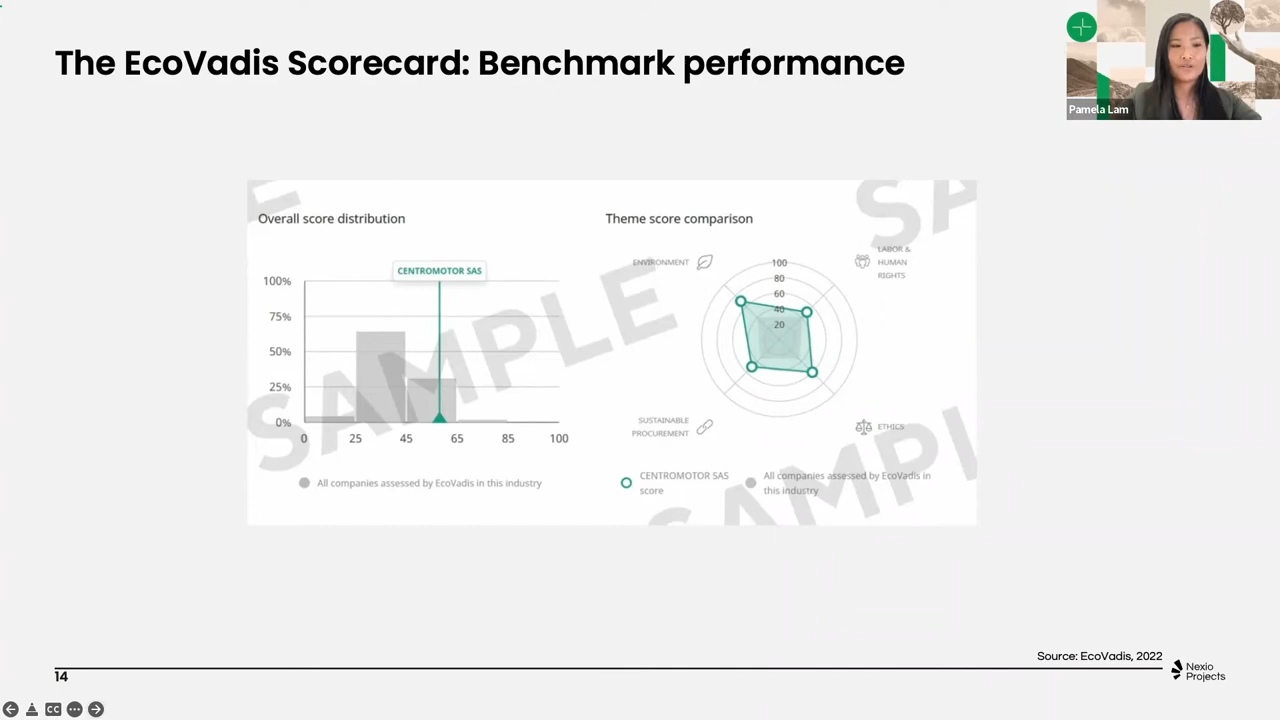 The EcoVadis Scorecard: Benchmark performance
Pamela Lam
Overall score distribution
CENTROMOTOR SAS
100%
75%
50%
25%
0%
0 25 45 65 85 100
All companies assessed by EcoVadis in this industry
Theme score comparison
ENVIRONMENT
LABOR &
HUMAN
RIGHTS
100
80
60
40
20
SUSTAINABLE
PROCUREMENT
ETHICS
CENTROMOTOR SAS
score
All companies assessed by EcoVadis in
this industry
SAMPLE
Source: EcoVadis, 2022
14
Nexio
Projects
CC